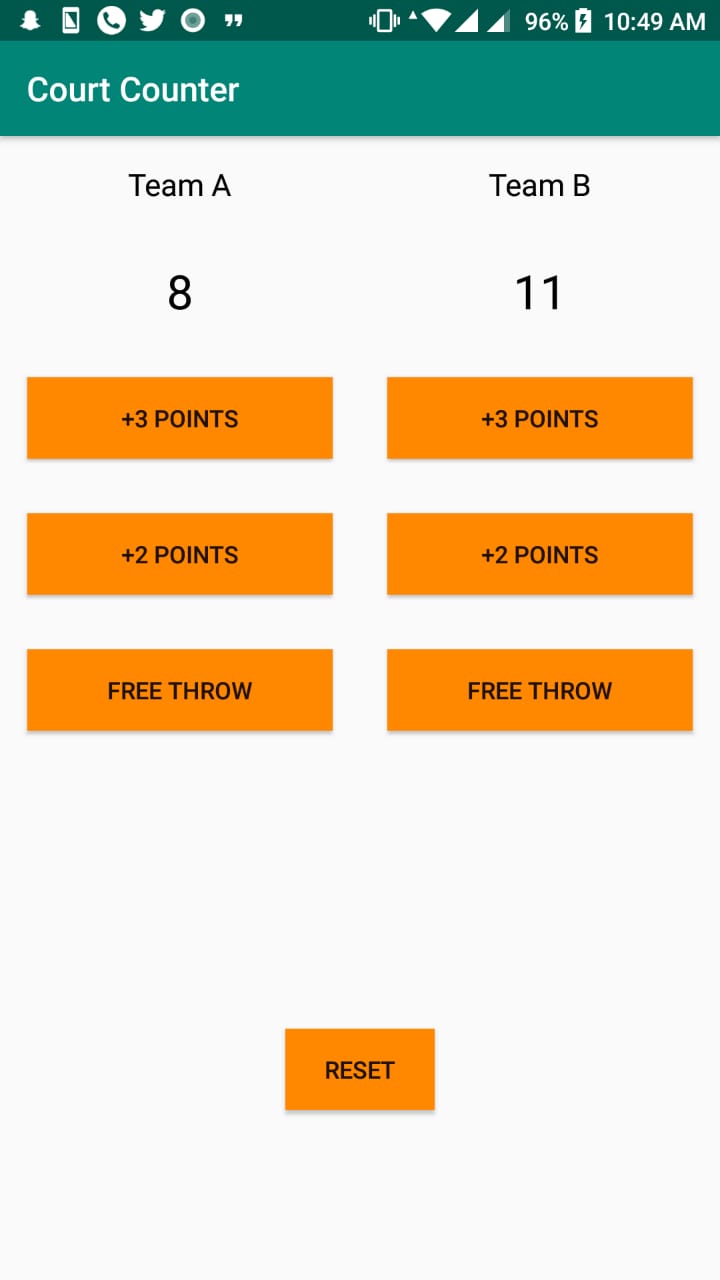 96% 10:49 AM
Court Counter
Team A Team B
8 11
+3 POINTS +3 POINTS
+2 POINTS +2 POINTS
FREE THROW FREE THROW
RESET